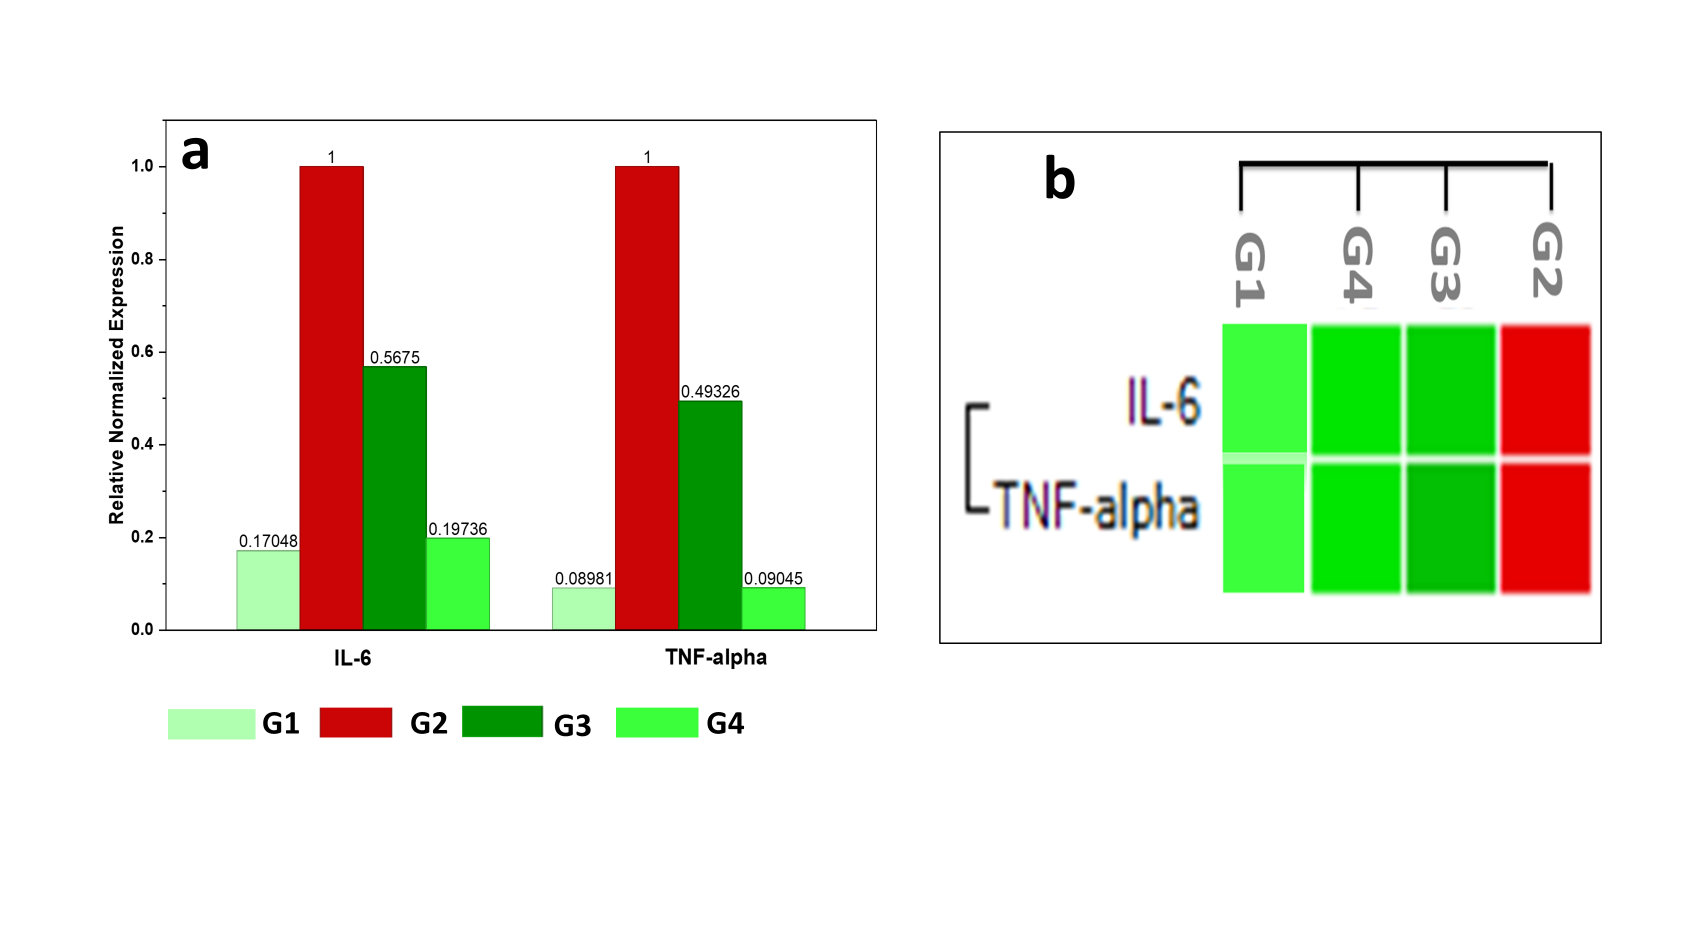 a
Relative Normalized Expression
1.0
0.8
0.6
0.4
0.2
0.0
0.17048
1
0.5675
0.19736
0.08981
1
0.49326
0.09045
IL-6
TNF-alpha
G1
G2
G3
G4
b
G1
G4
G3
G2
IL-6
TNF-alpha